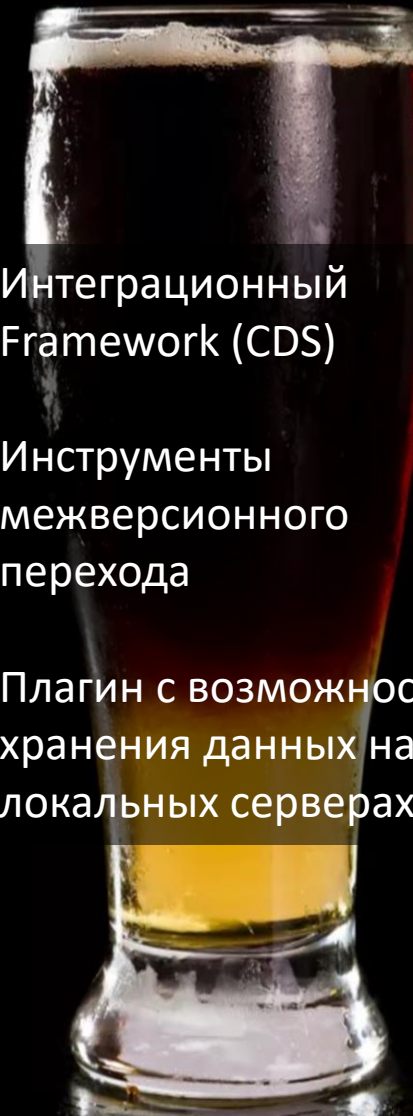 Интеграционный
Framework (CDS)
Инструменты
межверсионного
перехода
Плагин с возможнос
хранения данных на
локальных серверах